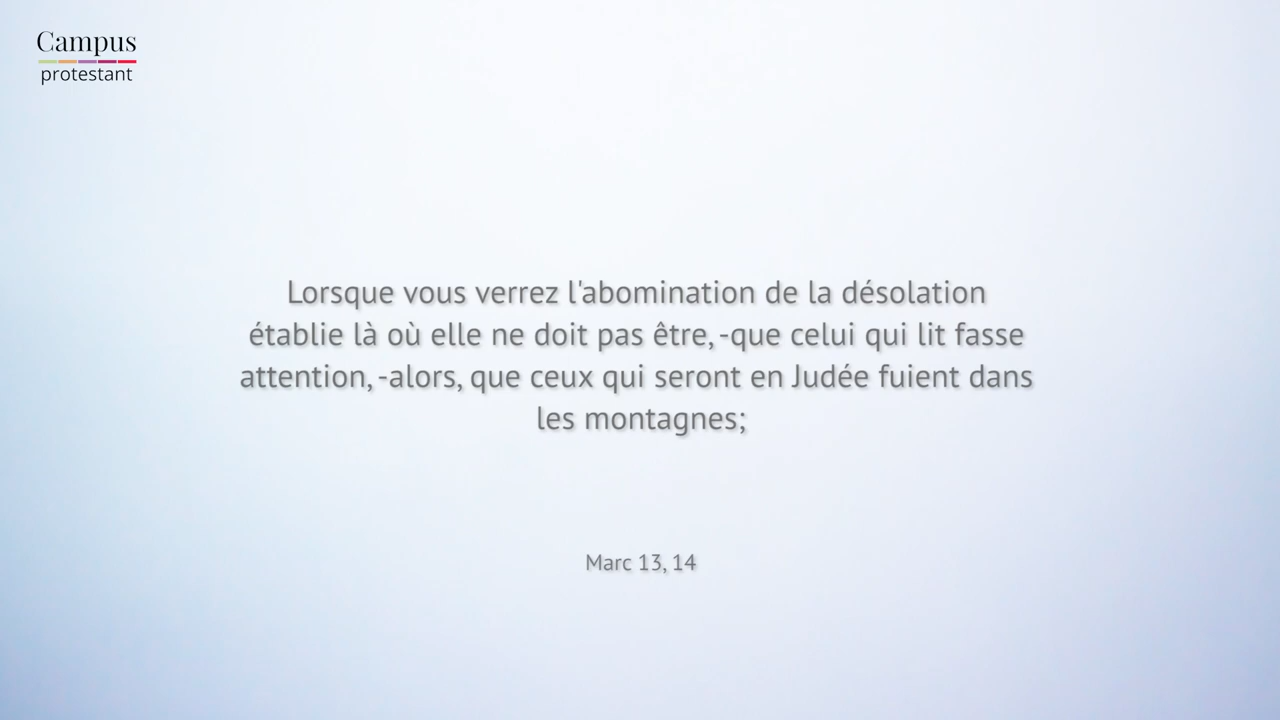 Campus
protestant
Lorsque vous verrez l'abomination de la désolation
établie là où elle ne doit pas être, -que celui qui lit fasse
attention, -alors, que ceux qui seront en Judée fuient dans
les montagnes;
Marc 13, 14